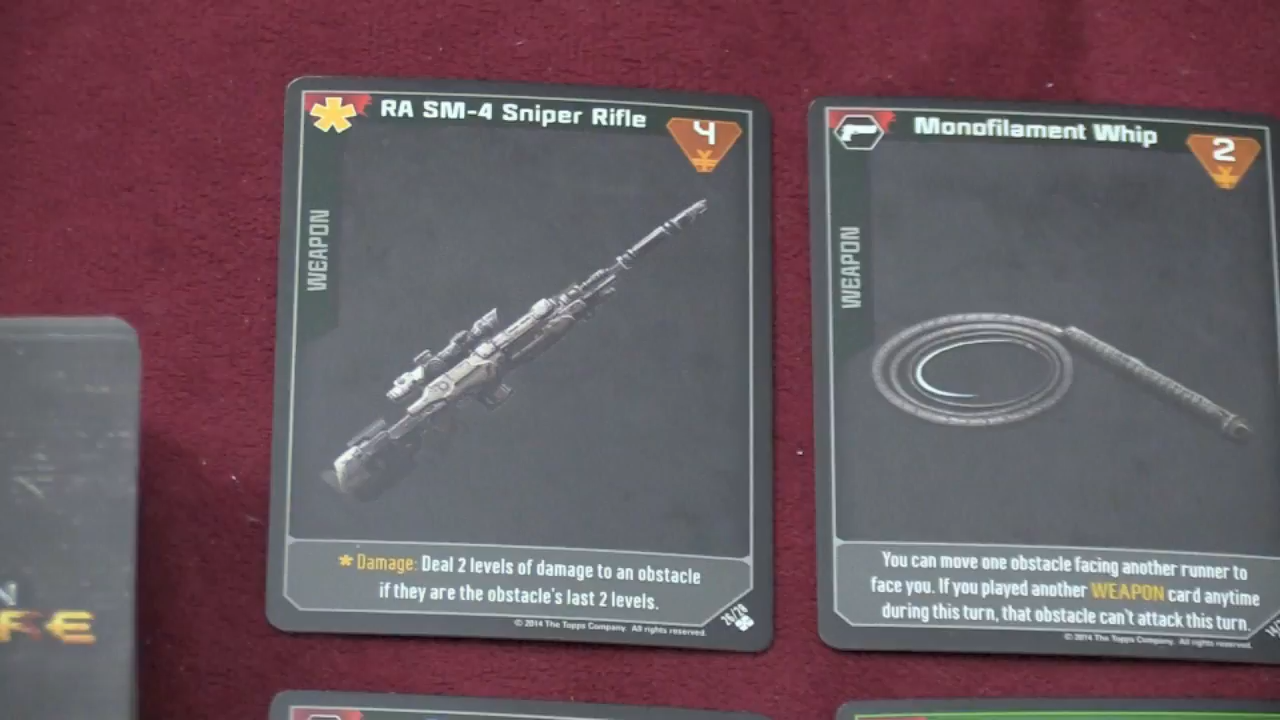 RA SM-4 Sniper Rifle
4
WEAPON
* Damage: Deal 2 levels of damage to an obstacle
if they are the obstacle's last 2 levels.
26/28
© 2014 The Topps Company. All rights reserved.
Monofilament Whip
2
WEAPON
You can move one obstacle facing another runner to
face you. If you played another WEAPON card anytime
during this turn, that obstacle can't attack this turn.
© 2014 The Topps Company. All rights reserved.
N
FRE